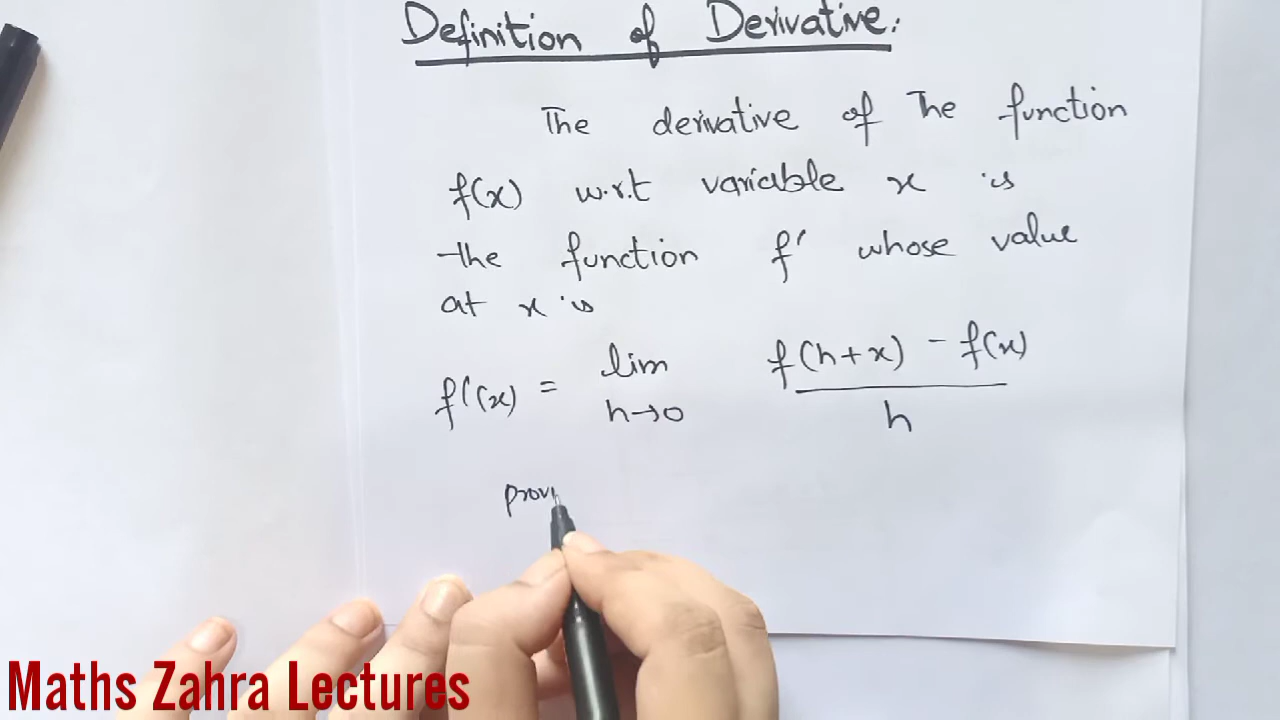 Definition of Derivative:
The derivative of The function
f(x) w.r.t variable x is
the function f' whose value
at x is
f'(x) = lim h→0 f(h+x) - f(x) / h
prov
Maths Zahra Lectures